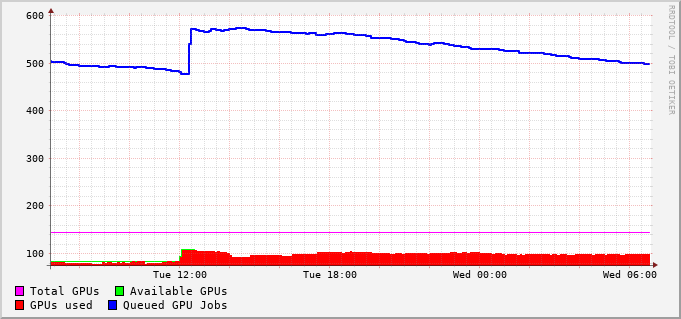 600
500
400
300
200
100
Tue 12:00 Tue 18:00 Wed 00:00 Wed 06:00
Total GPUs Available GPUs
GPUs used Queued GPU Jobs
RRDTOOL / TOBI OETIKER